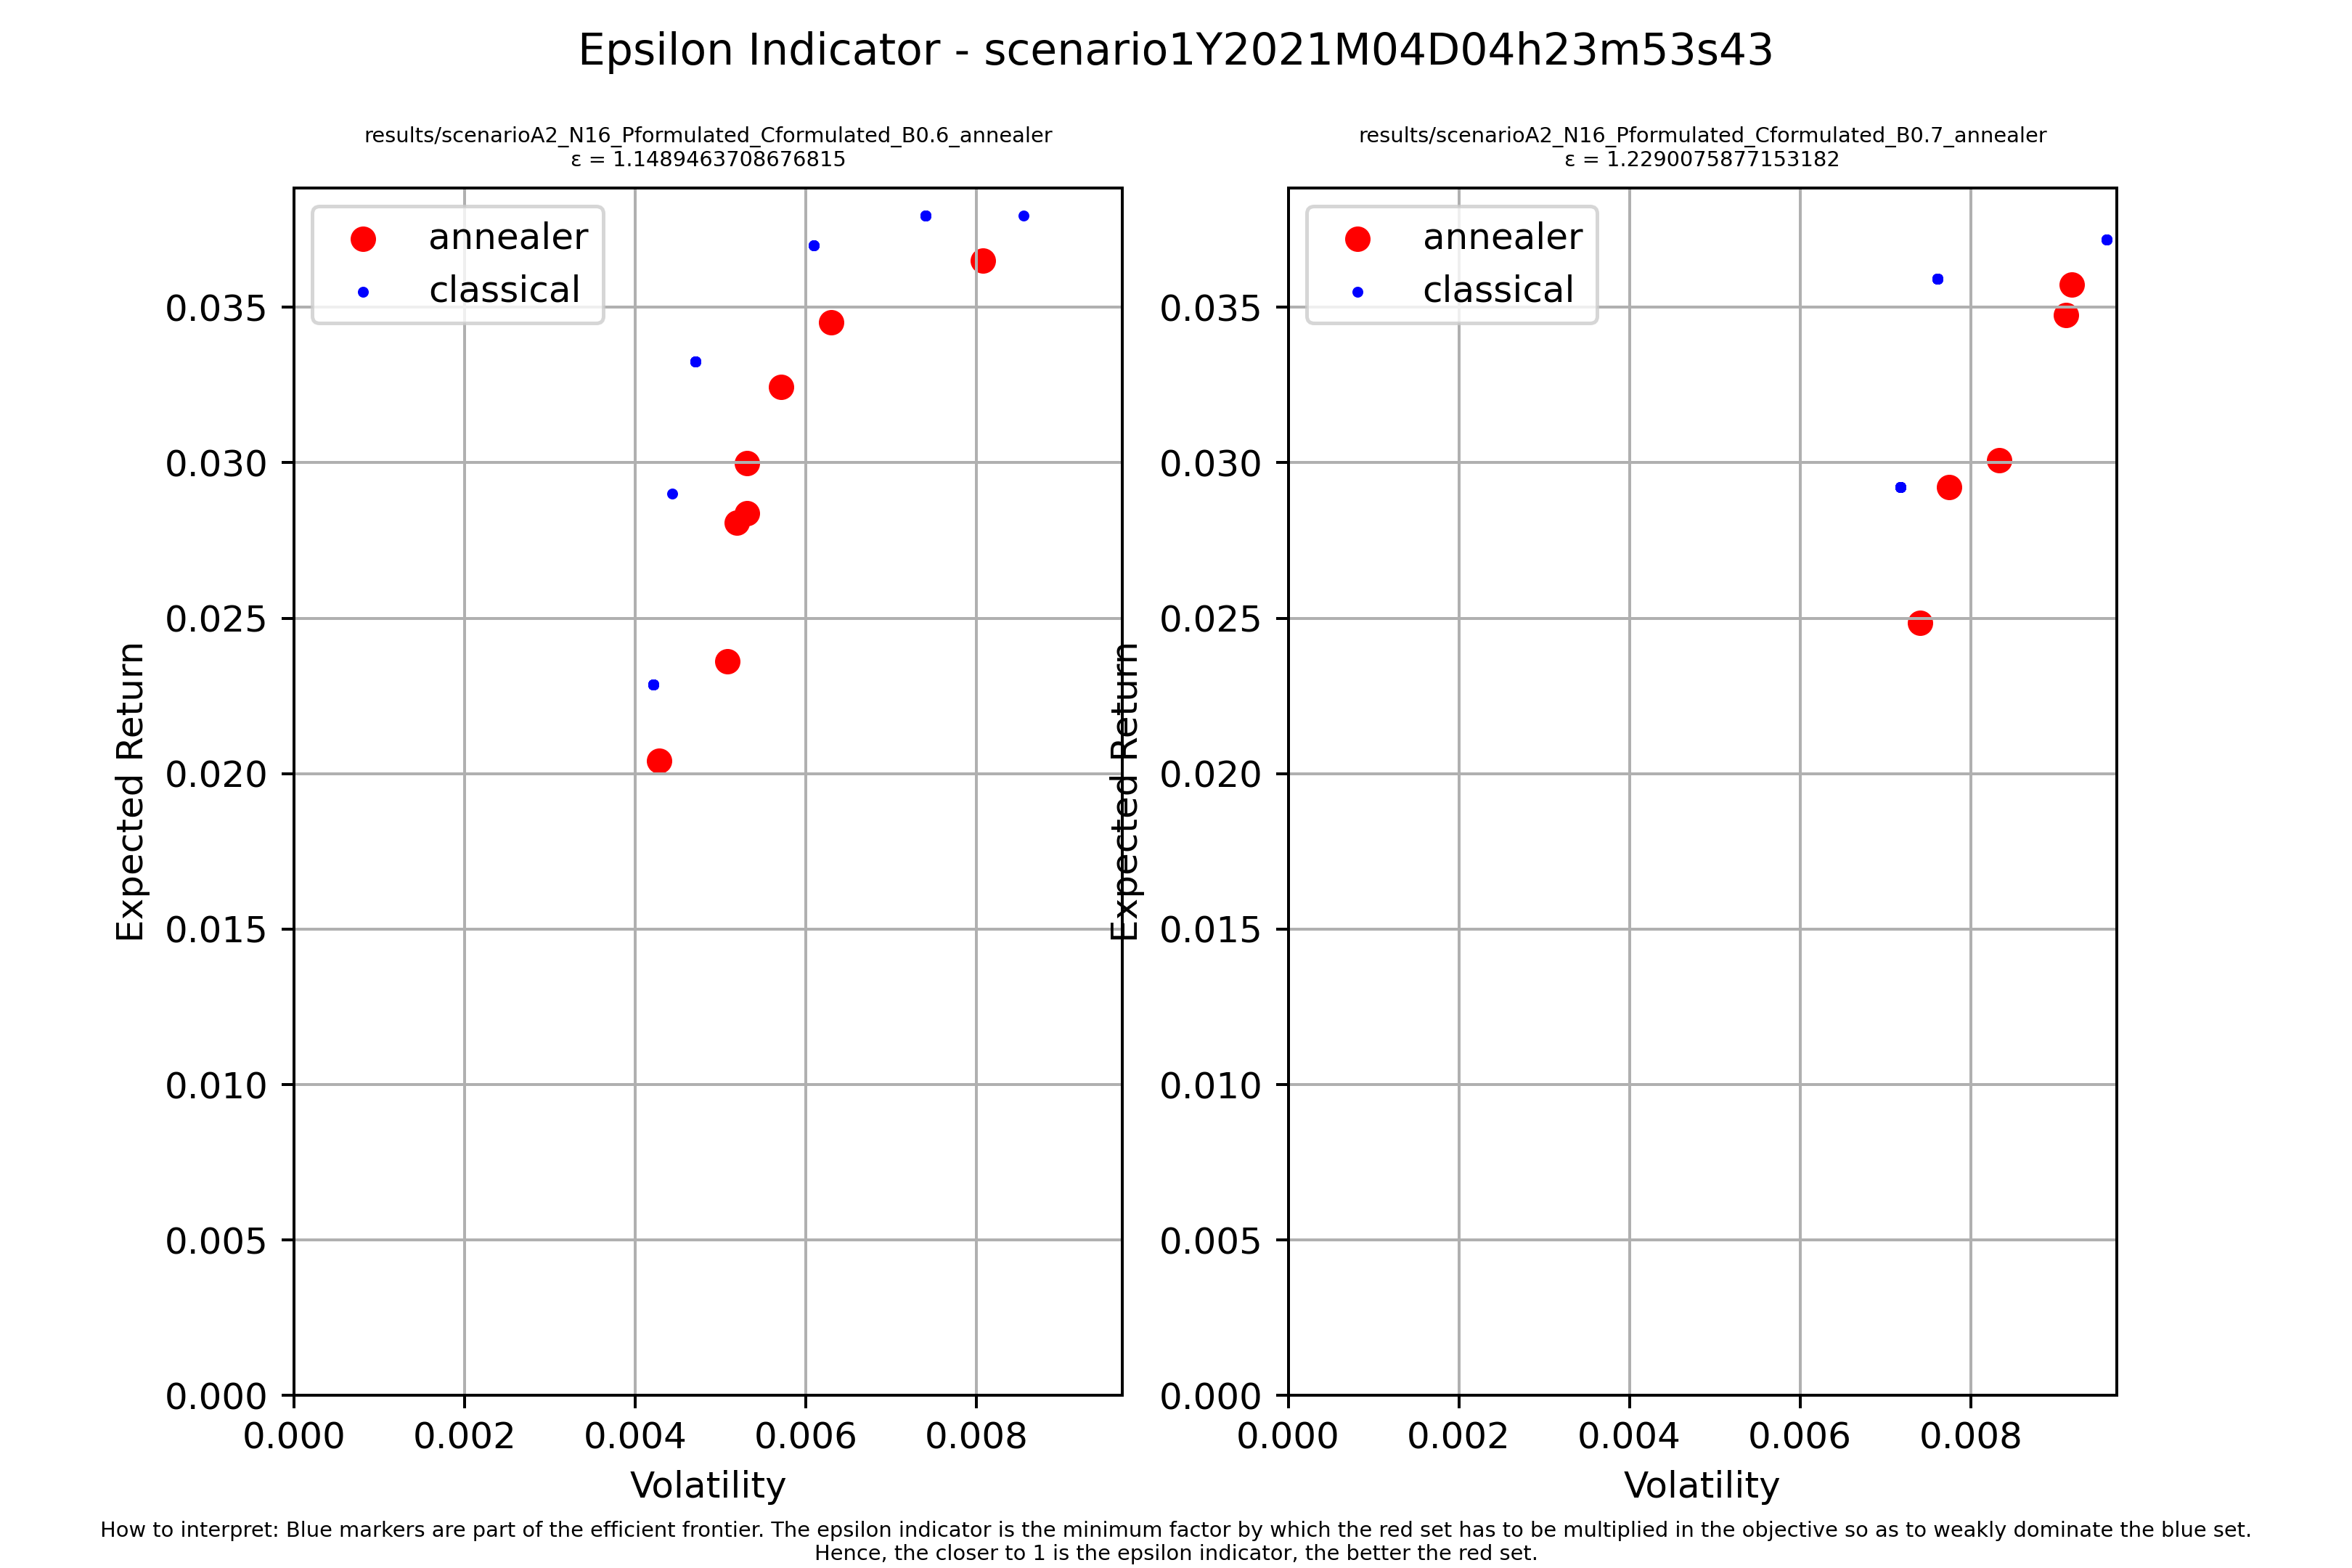 Epsilon Indicator - scenario1Y2021M04D04h23m53s43
results/scenarioA2_N16_Pformulated_Cformulated_B0.6_annealer
ε = 1.1489463708676815
annealer
classical
0.035
0.030
0.025
0.020
0.015
0.010
0.005
0.000
Expected Return
0.000 0.002 0.004 0.006 0.008
Volatility
results/scenarioA2_N16_Pformulated_Cformulated_B0.7_annealer
ε = 1.2290075877153182
annealer
classical
0.035
0.030
0.025
0.020
0.015
0.010
0.005
0.000
Expected Return
0.000 0.002 0.004 0.006 0.008
Volatility
How to interpret: Blue markers are part of the efficient frontier. The epsilon indicator is the minimum factor by which the red set has to be multiplied in the objective so as to weakly dominate the blue set.
Hence, the closer to 1 is the epsilon indicator, the better the red set.